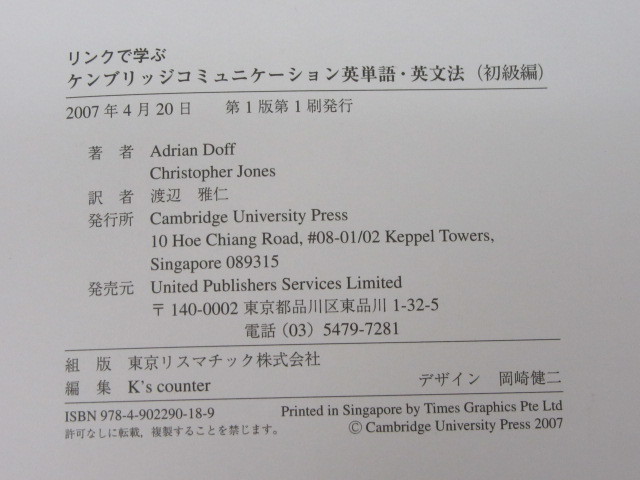 リンクで学ぶ
ケンブリッジコミュニケーション英単語・英文法（初級編）
2007年4月20日　第1版第1刷発行
著　者　Adrian Doff
Christopher Jones
訳　者　渡辺　雅仁
発行所　Cambridge University Press
10 Hoe Chiang Road, #08-01/02 Keppel Towers,
Singapore 089315
発売元　United Publishers Services Limited
〒140-0002 東京都品川区東品川 1-32-5
電話 (03) 5479-7281
組　版　東京リスマチック株式会社
編　集　K's counter　デザイン　岡崎健二
ISBN 978-4-902290-18-9　Printed in Singapore by Times Graphics Pte Ltd
許可なしに転載，複製することを禁じます。　© Cambridge University Press 2007